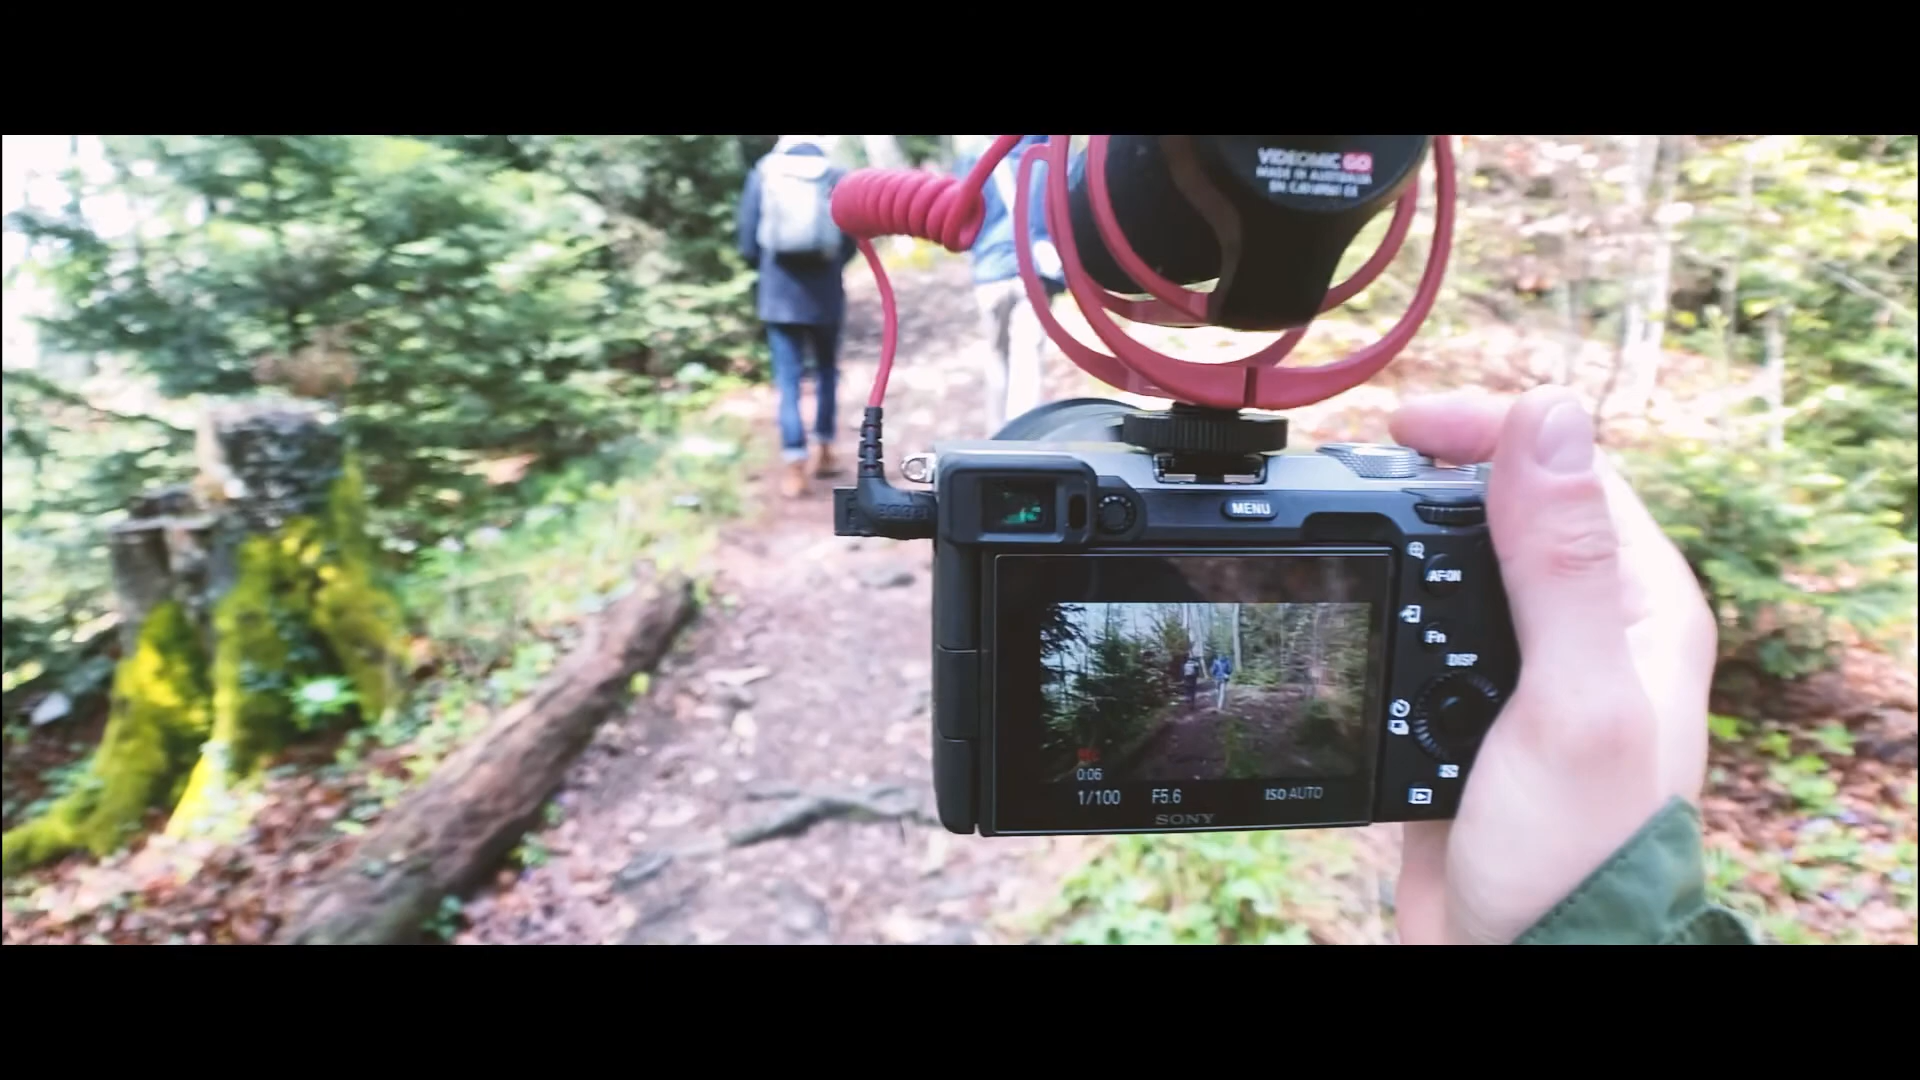 VIDEOMIC GO
MADE IN AUSTRALIA
MENU
AF-ON
Fn
DISP
0:06
1/100 F5.6 ISO AUTO
SONY